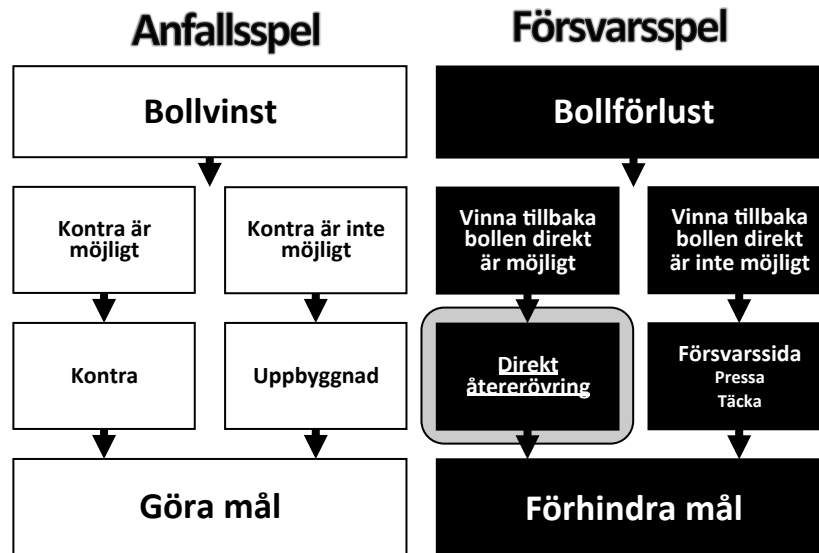 Anfallsspel
Försvarsspel
Bollvinst
Bollförlust
Kontra är
möjligt
Kontra är inte
möjligt
Vinna tillbaka
bollen direkt
är möjligt
Vinna tillbaka
bollen direkt
är inte möjligt
Kontra
Uppbyggnad
Direkt
återerövring
Försvarssida
Pressa
Täcka
Göra mål
Förhindra mål